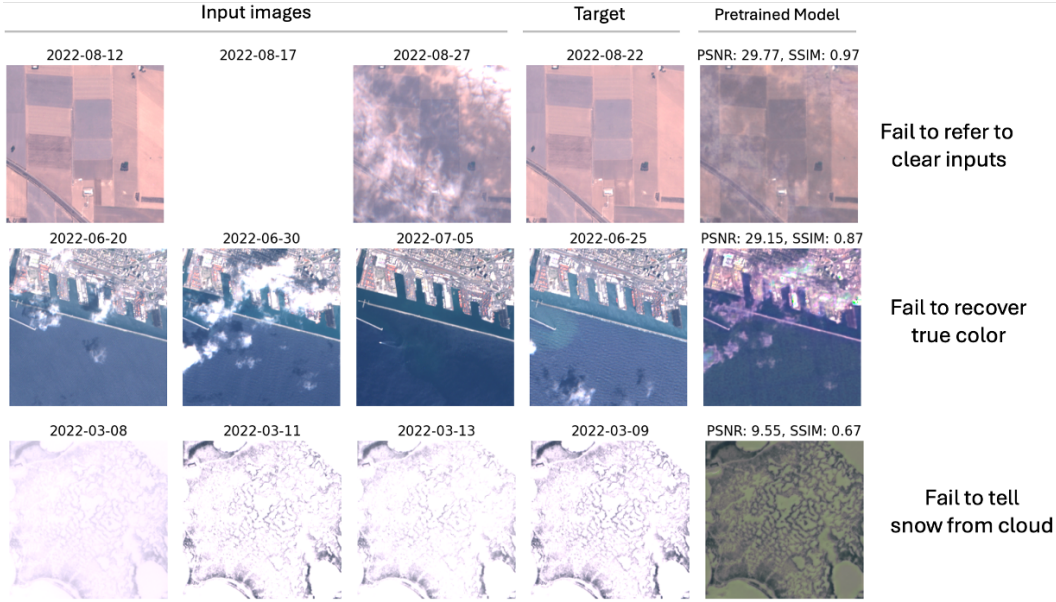 Input images
Target
Pretrained Model
2022-08-12
2022-08-17
2022-08-27
2022-08-22
PSNR: 29.77, SSIM: 0.97
Fail to refer to
clear inputs
2022-06-20
2022-06-30
2022-07-05
2022-06-25
PSNR: 29.15, SSIM: 0.87
Fail to recover
true color
2022-03-08
2022-03-11
2022-03-13
2022-03-09
PSNR: 9.55, SSIM: 0.67
Fail to tell
snow from cloud